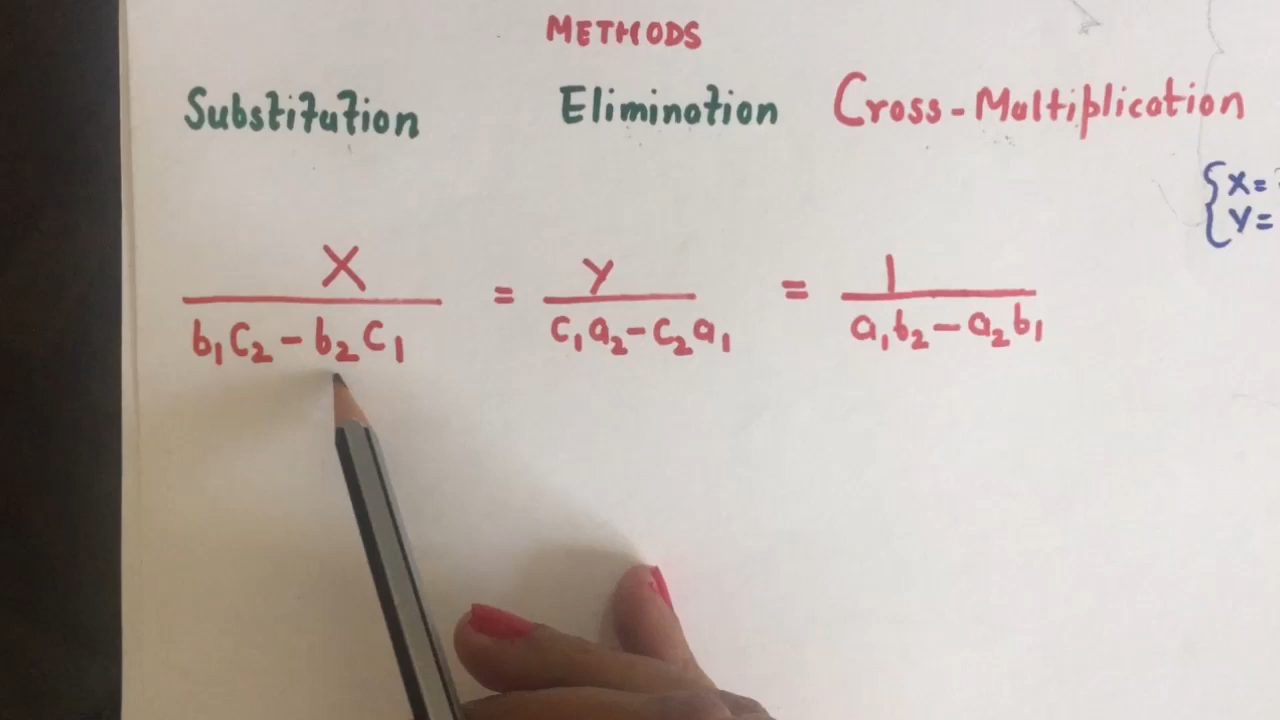 METHODS
Substitution Elimination Cross-Multiplication
{ X=
Y=
X / (b₁c₂ - b₂c₁) = y / (c₁a₂ - c₂a₁) = 1 / (a₁b₂ - a₂b₁)